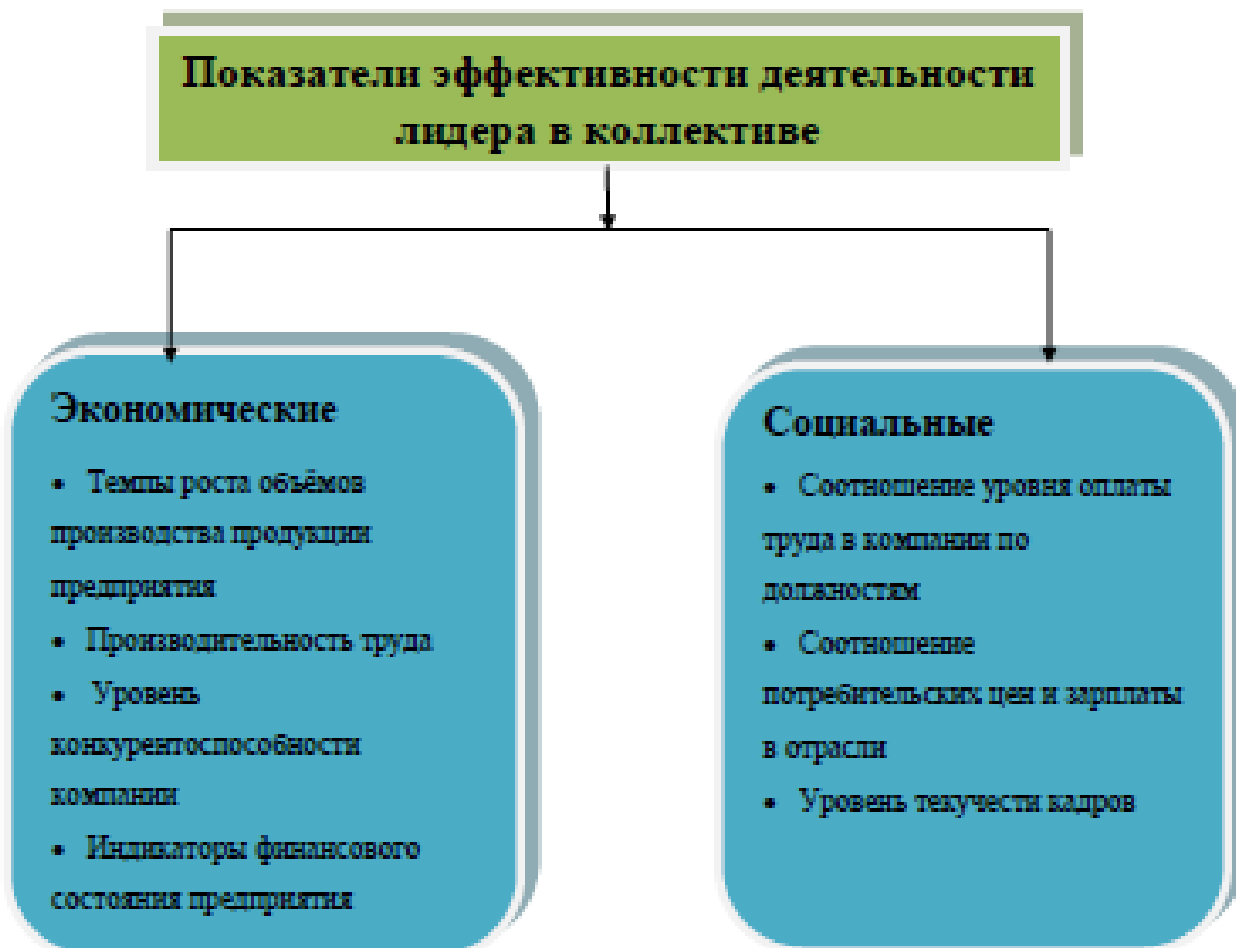 Показатели эффективности деятельности
лидера в коллективе
Экономические
• Темпы роста объёмов
производства продукции
предприятия
• Производительность труда
• Уровень
конкурентоспособности
компании
• Индикаторы финансового
состояния предприятия
Социальные
• Соотношение уровня оплаты
труда в компании по
должностям
• Соотношение
потребительских цен и зарплаты
в отрасли
• Уровень текучести кадров